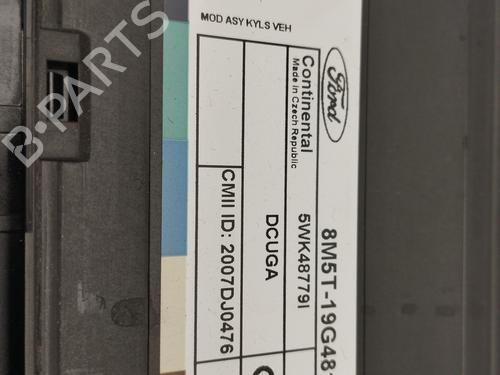 B-PARTS
MOD ASY KYLS VEH
Ford
8M5T-19G48
Continental
Made in Czech Republic
5WK48779I
DCUGA
CMII ID: 2007DJ0476